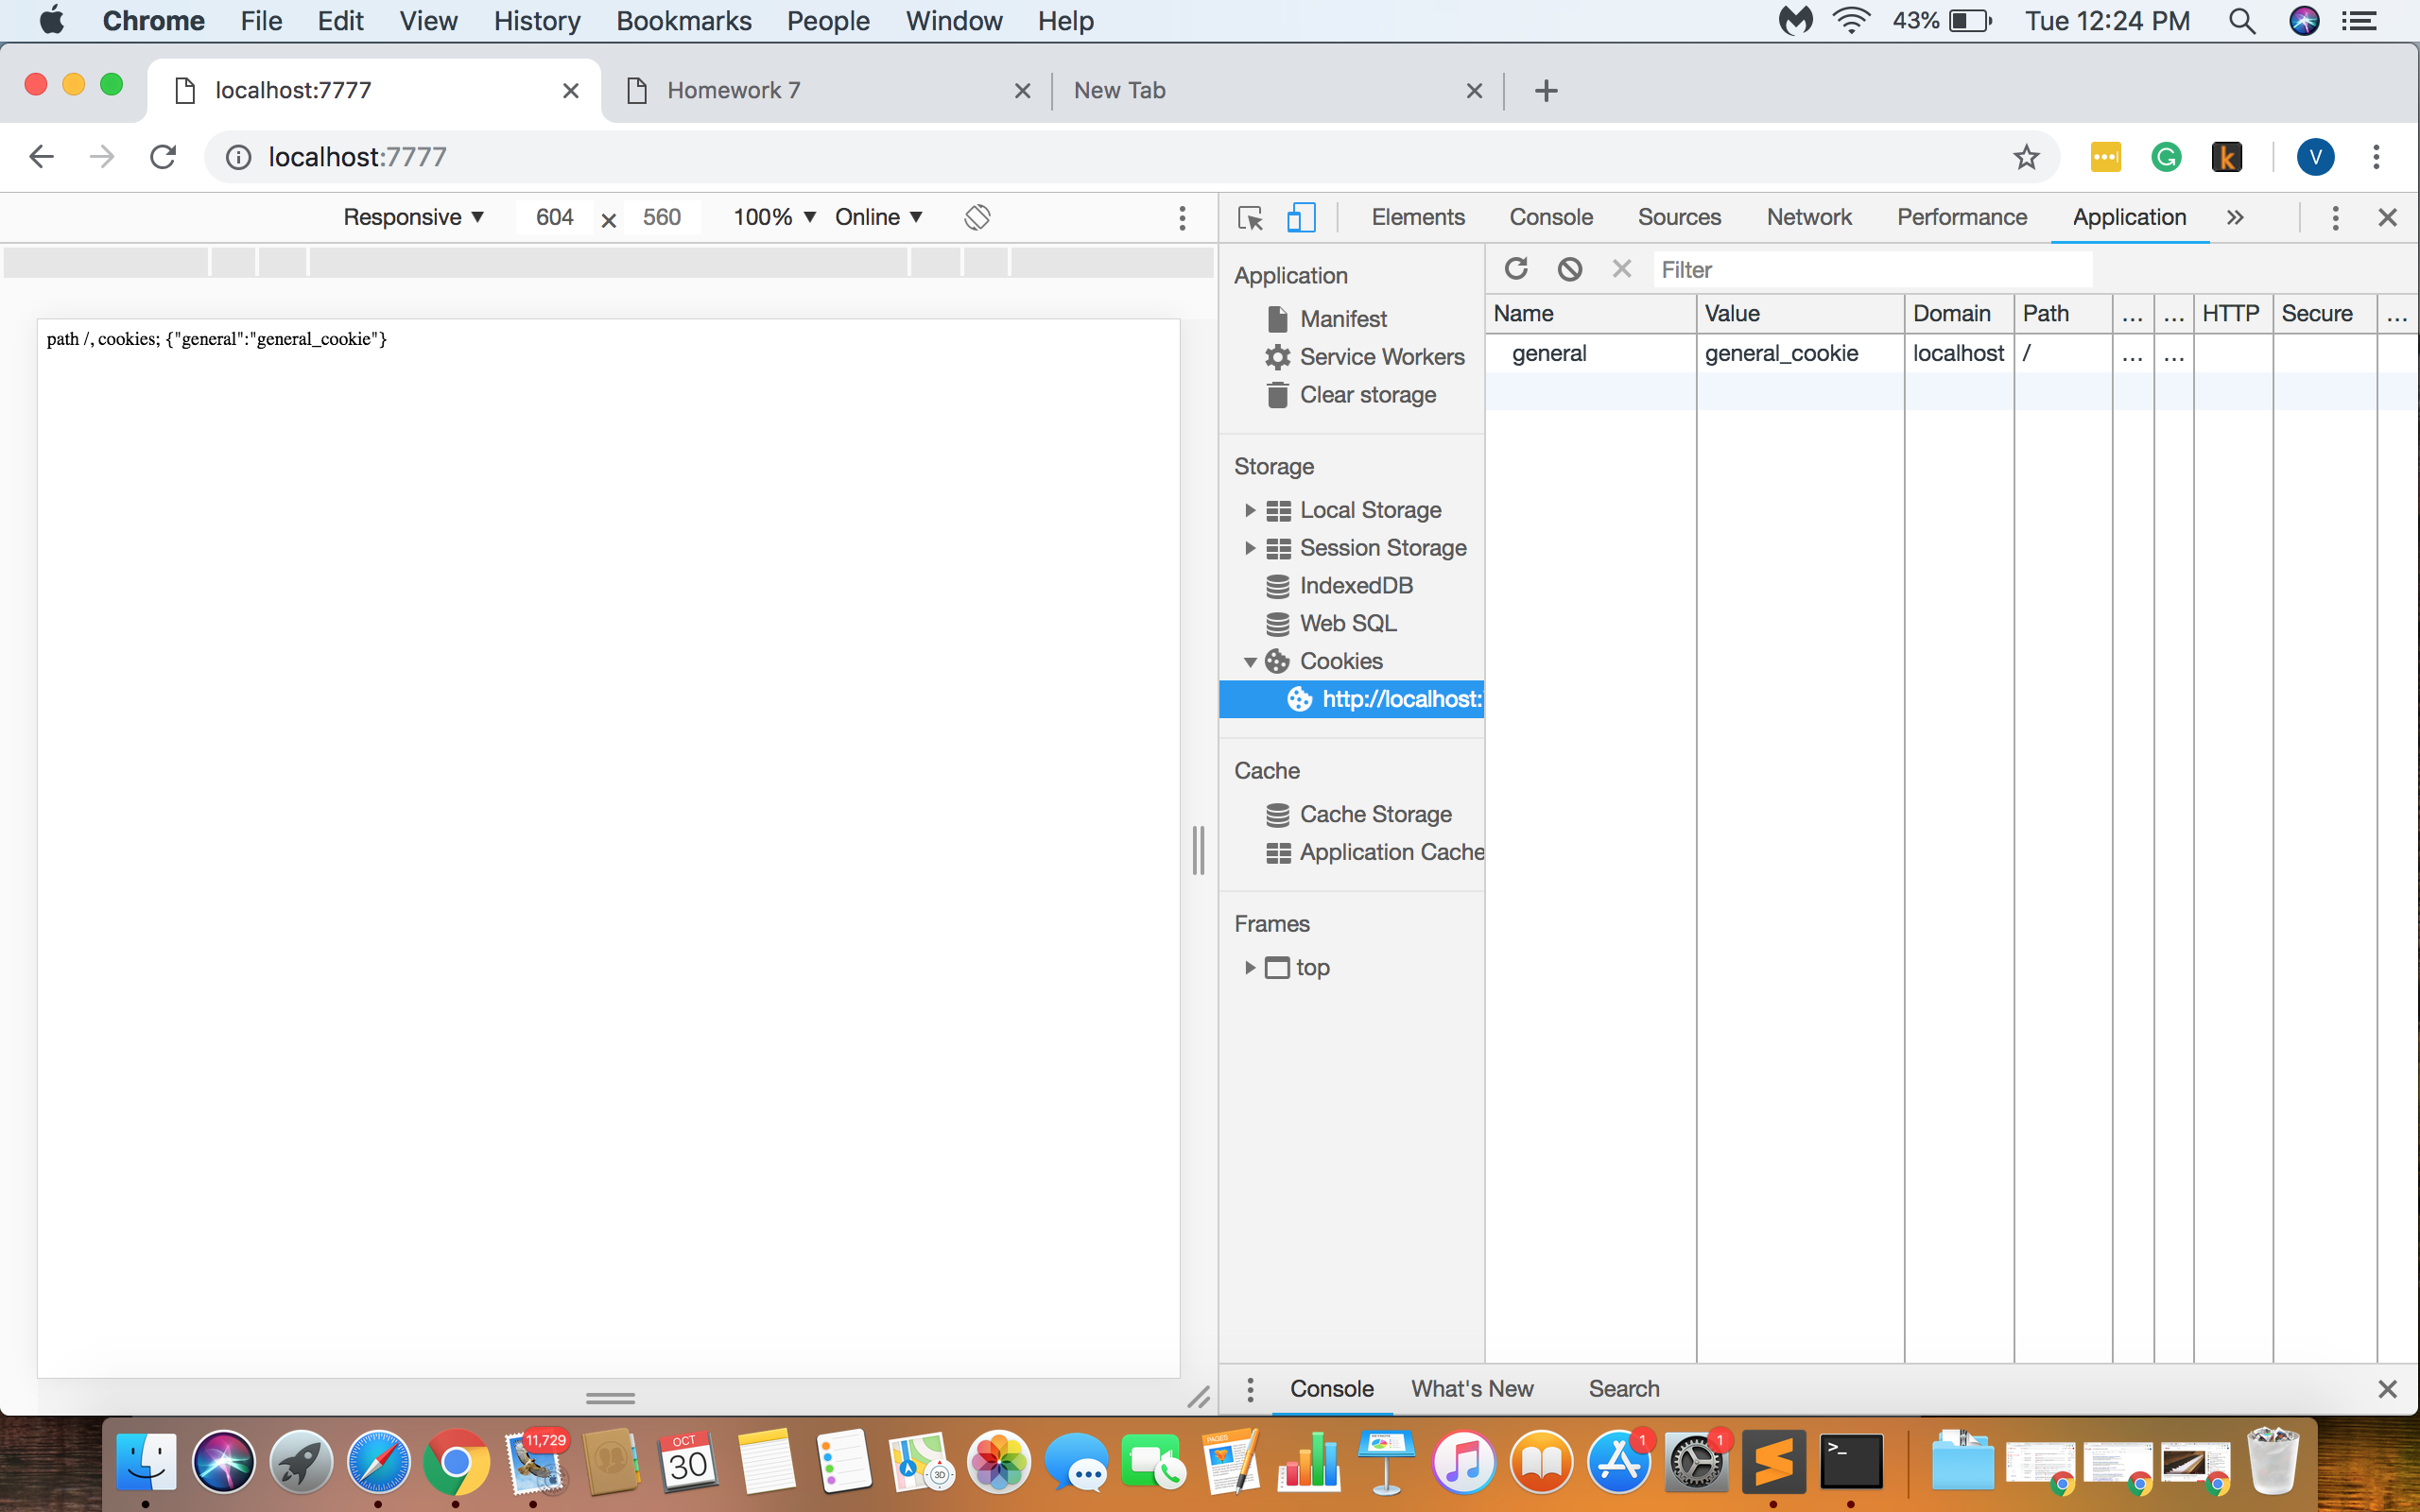 Chrome File Edit View History Bookmarks People Window Help 43% Tue 12:24 PM
localhost:7777 Homework 7 New Tab
localhost:7777 G k V
Responsive 604 × 560 100% Online
Elements Console Sources Network Performance Application
path /, cookies; {"general":"general_cookie"}
Application
Manifest
Service Workers
Clear storage
Storage
Local Storage
Session Storage
IndexedDB
Web SQL
Cookies
http://localhost:
Cache
Cache Storage
Application Cache
Frames
top
Filter
Name Value Domain Path ... ... HTTP Secure ...
general general_cookie localhost / ... ...
Console What's New Search
11,729 OCT 30 PAGES 3D 1 1 >_